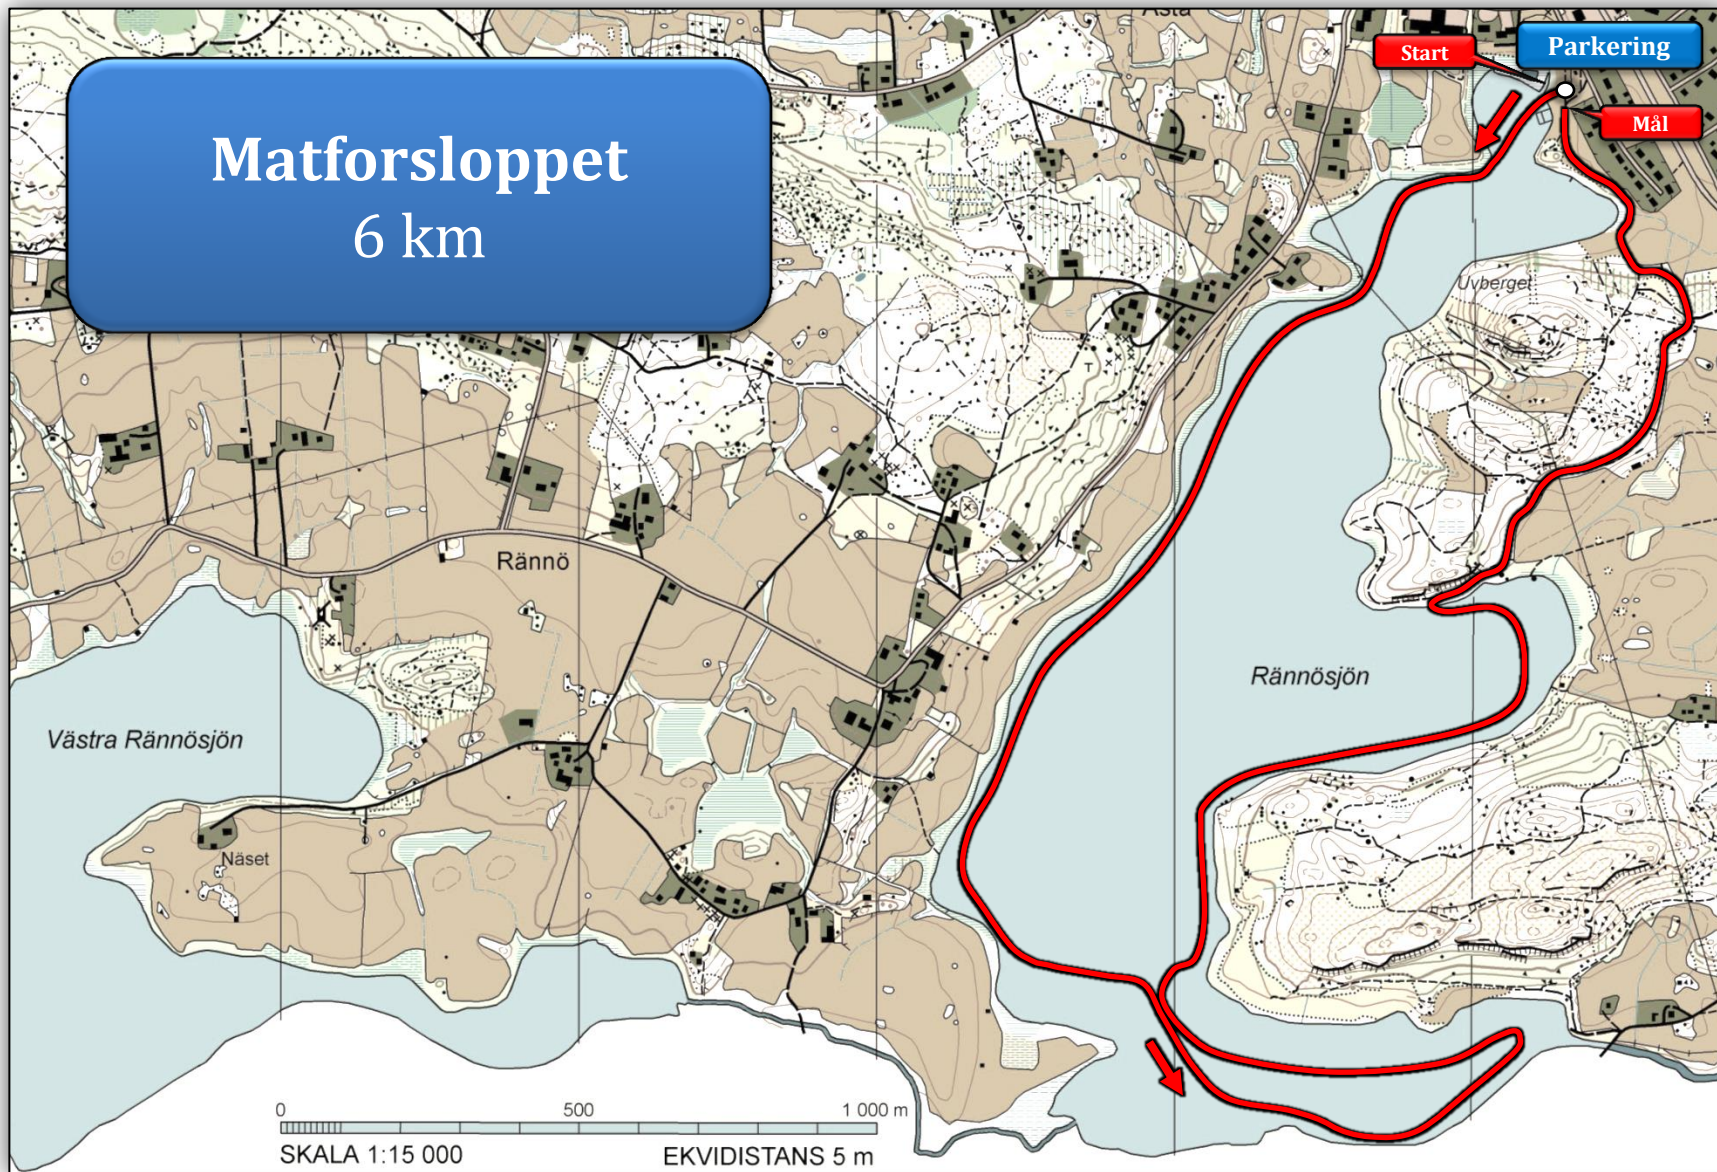 Åsta
Start
Parkering
Mål
Matforsloppet
6 km
Uvberget
T
Rännö
Rännösjön
Västra Rännösjön
Näset
0 500 1 000 m
SKALA 1:15 000 EKVIDISTANS 5 m